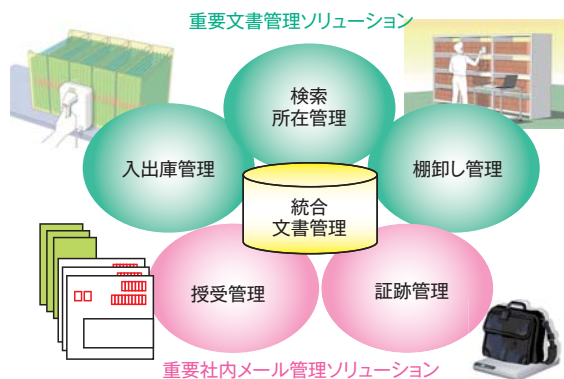 重要文書管理ソリューション
検索
所在管理
入出庫管理
棚卸し管理
統合
文書管理
授受管理
証跡管理
重要社内メール管理ソリューション